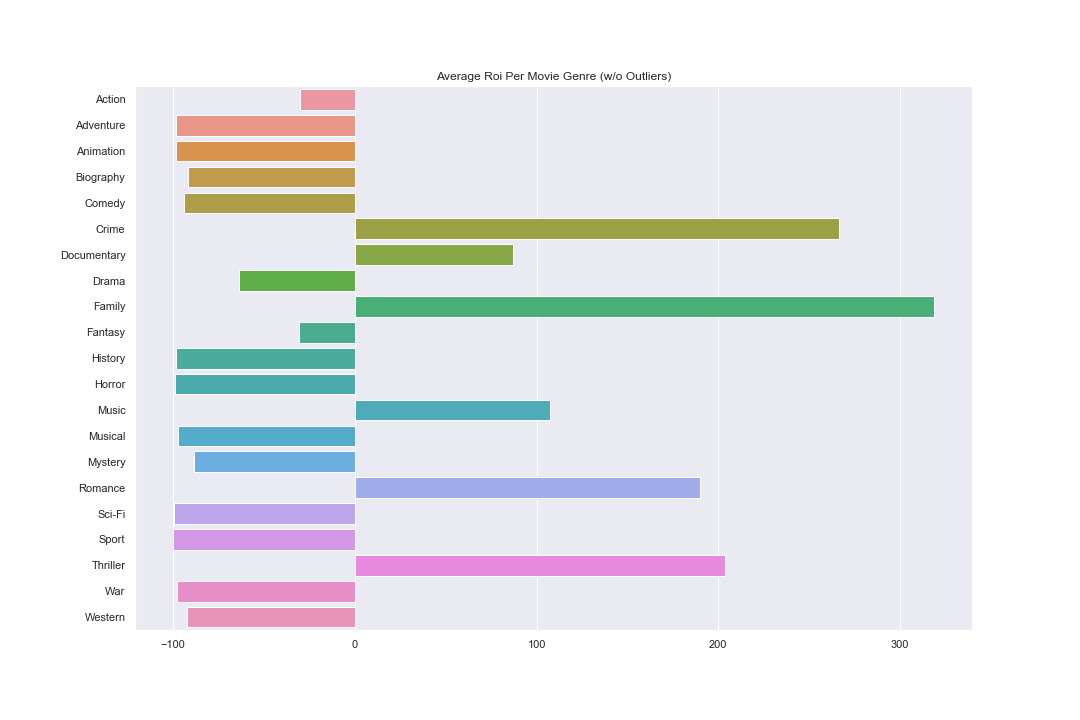 Average Roi Per Movie Genre (w/o Outliers)
Action
Adventure
Animation
Biography
Comedy
Crime
Documentary
Drama
Family
Fantasy
History
Horror
Music
Musical
Mystery
Romance
Sci-Fi
Sport
Thriller
War
Western
−100 0 100 200 300